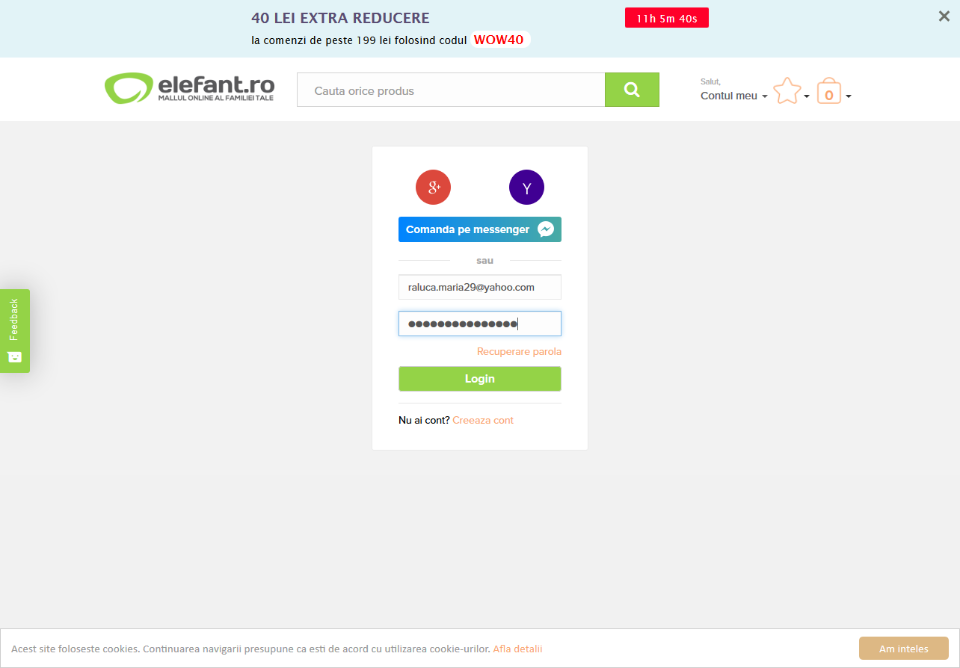 40 LEI EXTRA REDUCERE
la comenzi de peste 199 lei folosind codul WOW40
11h 5m 40s
elefant.ro
MALLUL ONLINE AL FAMILIEI TALE
Cauta orice produs
Salut,
Contul meu
0
g+
Y
Comanda pe messenger
sau
raluca.maria29@yahoo.com
Recuperare parola
Login
Nu ai cont? Creeaza cont
Feedback
Acest site foloseste cookies. Continuarea navigarii presupune ca esti de acord cu utilizarea cookie-urilor. Afla detalii
Am inteles